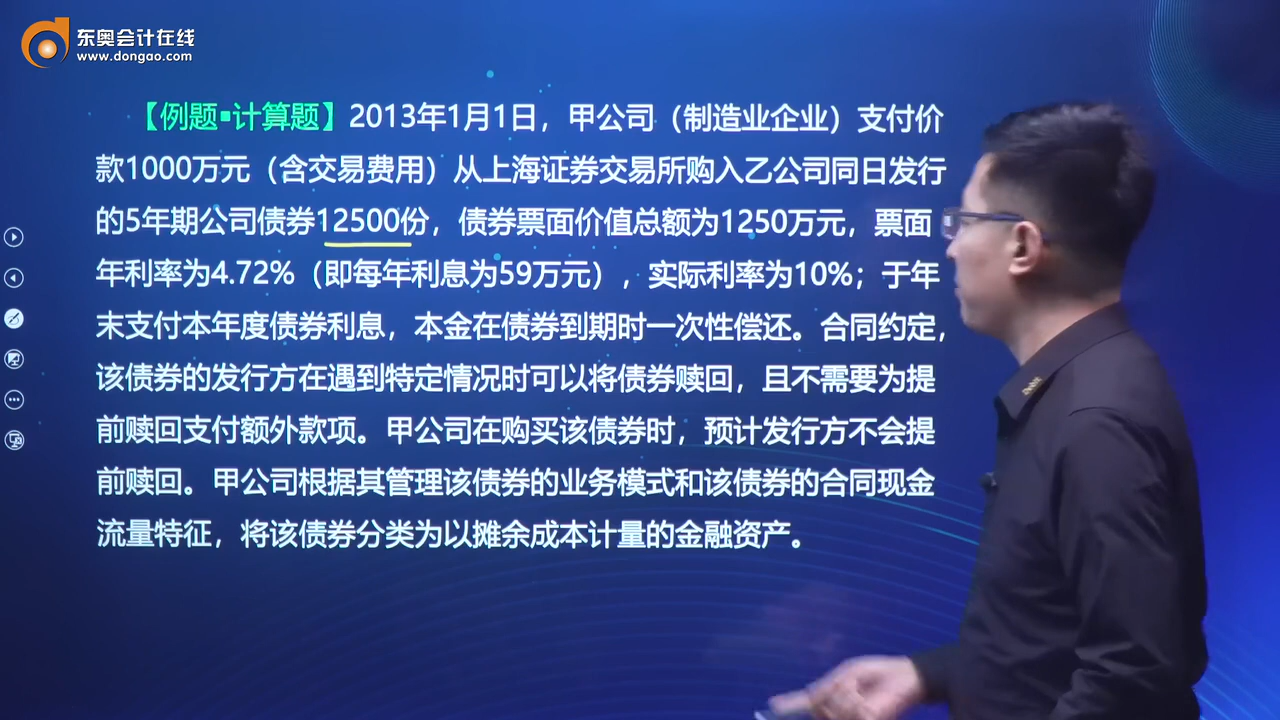 东奥会计在线
www.dongao.com
【例题▪计算题】2013年1月1日，甲公司（制造业企业）支付价
款1000万元（含交易费用）从上海证券交易所购入乙公司同日发行
的5年期公司债券12500份，债券票面价值总额为1250万元，票面
年利率为4.72%（即每年利息为59万元），实际利率为10%；于年
末支付本年度债券利息，本金在债券到期时一次性偿还。合同约定，
该债券的发行方在遇到特定情况时可以将债券赎回，且不需要为提
前赎回支付额外款项。甲公司在购买该债券时，预计发行方不会提
前赎回。甲公司根据其管理该债券的业务模式和该债券的合同现金
流量特征，将该债券分类为以摊余成本计量的金融资产。